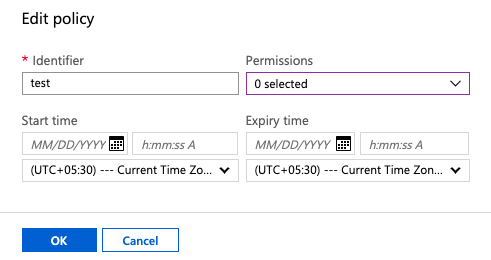 Edit policy
* Identifier
Permissions
test
0 selected
Start time
Expiry time
MM/DD/YYYY
h:mm:ss A
MM/DD/YYYY
h:mm:ss A
(UTC+05:30) --- Current Time Zo...
(UTC+05:30) --- Current Time Zon...
OK
Cancel